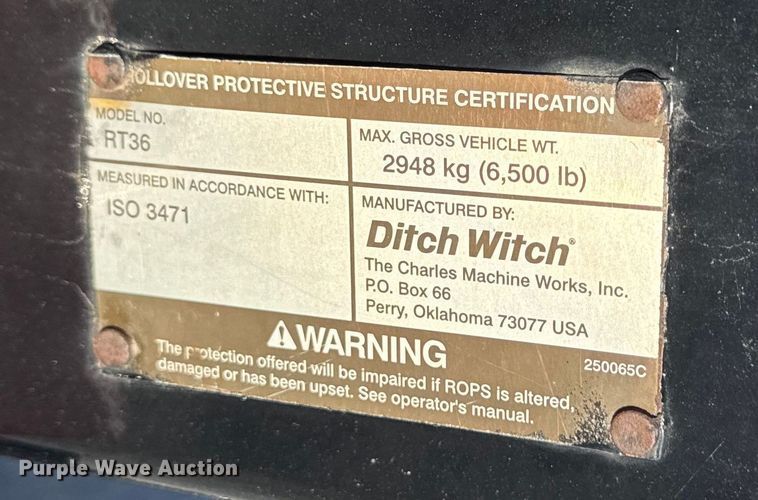 ROLLOVER PROTECTIVE STRUCTURE CERTIFICATION
MODEL NO.
RT36
MAX. GROSS VEHICLE WT.
2948 kg (6,500 lb)
MEASURED IN ACCORDANCE WITH:
ISO 3471
MANUFACTURED BY:
Ditch Witch®
The Charles Machine Works, Inc.
P.O. Box 66
Perry, Oklahoma 73077 USA
⚠WARNING
250065C
The protection offered will be impaired if ROPS is altered,
damaged or has been upset. See operator's manual.
Purple Wave Auction